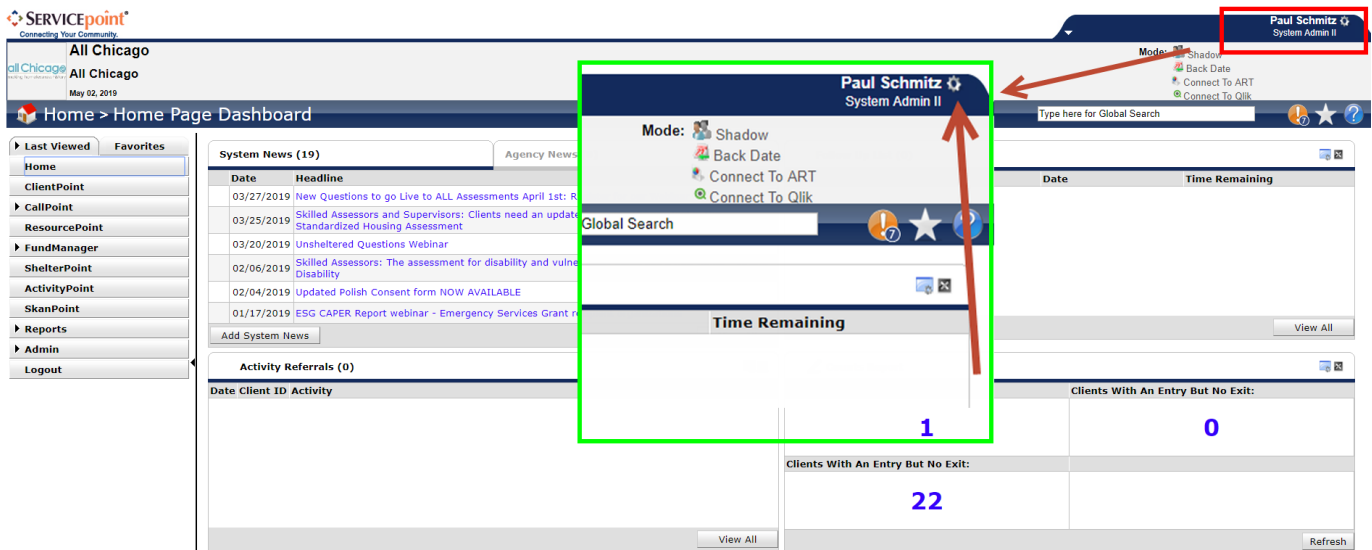 SERVICEpoint
Connecting Your Community.
Paul Schmitz
System Admin II
all Chicago
All Chicago
All Chicago
May 02, 2019
Mode: Shadow
Back Date
Connect To ART
Connect To Qlik
Home > Home Page Dashboard
Type here for Global Search
7
Last Viewed Favorites
Home
ClientPoint
CallPoint
ResourcePoint
FundManager
ShelterPoint
ActivityPoint
SkanPoint
Reports
Admin
Logout
System News (19) Agency News
Date Headline
03/27/2019 New Questions to go Live to ALL Assessments April 1st: R
03/25/2019 Skilled Assessors and Supervisors: Clients need an update
Standardized Housing Assessment
03/20/2019 Unsheltered Questions Webinar
02/06/2019 Skilled Assessors: The assessment for disability and vulne
Disability
02/04/2019 Updated Polish Consent form NOW AVAILABLE
01/17/2019 ESG CAPER Report webinar - Emergency Services Grant r
Add System News
Paul Schmitz
System Admin II
Mode: Shadow
Back Date
Connect To ART
Connect To Qlik
Global Search
7
?
Time Remaining
Date Time Remaining
View All
Activity Referrals (0)
Date Client ID Activity
View All
Clients With An Entry But No Exit:
1 0
Clients With An Entry But No Exit:
22
Refresh